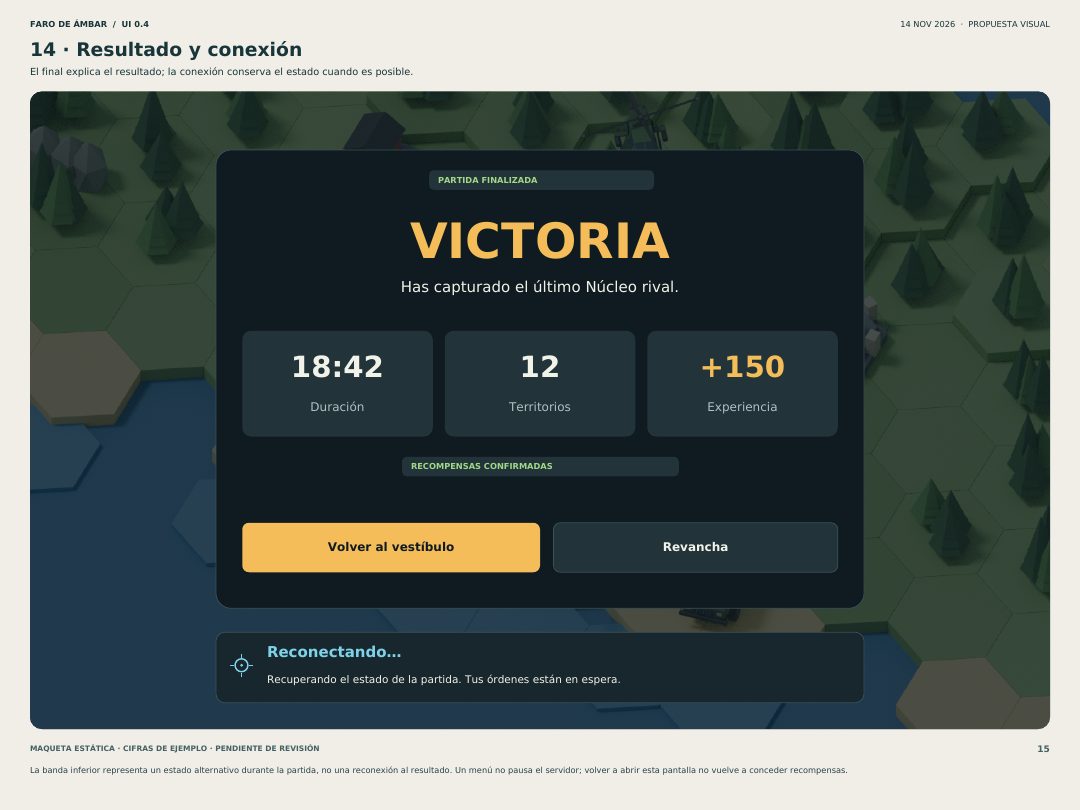 FARO DE ÁMBAR / UI 0.4
14 NOV 2026 · PROPUESTA VISUAL
14 · Resultado y conexión
El final explica el resultado; la conexión conserva el estado cuando es posible.
PARTIDA FINALIZADA
VICTORIA
Has capturado el último Núcleo rival.
18:42
12
+150
Duración
Territorios
Experiencia
RECOMPENSAS CONFIRMADAS
Volver al vestíbulo
Revancha
Reconectando…
Recuperando el estado de la partida. Tus órdenes están en espera.
MAQUETA ESTÁTICA · CIFRAS DE EJEMPLO · PENDIENTE DE REVISIÓN
15
La banda inferior representa un estado alternativo durante la partida, no una reconexión al resultado. Un menú no pausa el servidor; volver a abrir esta pantalla no vuelve a conceder recompensas.